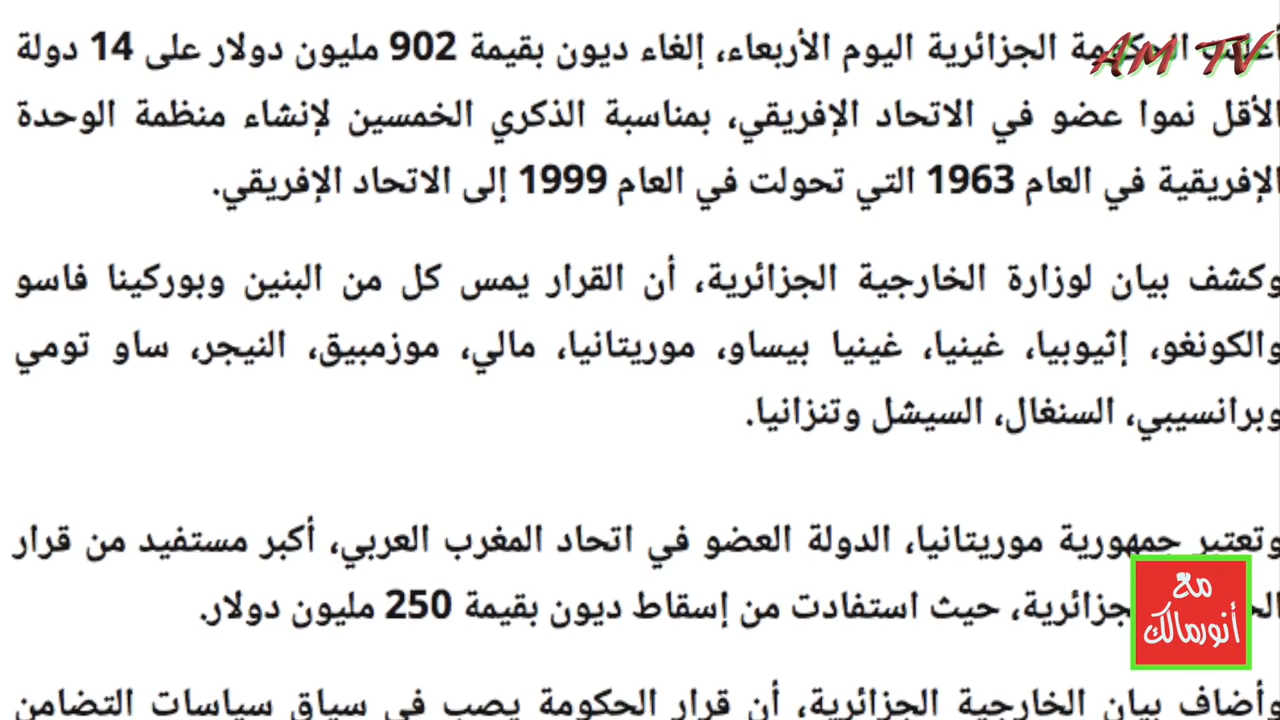 الجزائرية اليوم الأربعاء، إلغاء ديون بقيمة 902 مليون دولار على 14 دولة
الأقل نموا عضو في الاتحاد الإفريقي، بمناسبة الذكري الخمسين لإنشاء منظمة الوحدة
الإفريقية في العام 1963 التي تحولت في العام 1999 إلى الاتحاد الإفريقي.
وكشف بيان لوزارة الخارجية الجزائرية، أن القرار يمس كل من البنين وبوركينا فاسو
والكونغو، إثيوبيا، غينيا، غينيا بيساو، موريتانيا، مالي، موزمبيق، النيجر، ساو تومي
وبرانسيبي، السنغال، السيشل وتنزانيا.
وتعتبر جمهورية موريتانيا، الدولة العضو في اتحاد المغرب العربي، أكبر مستفيد من قرار
حيث استفادت من إسقاط ديون بقيمة 250 مليون دولار.
وأضاف بيان الخارجية الجزائرية، أن قرار الحكومة يصب في سياق سياسات التضامن
AM TV
مع
أنورمالك